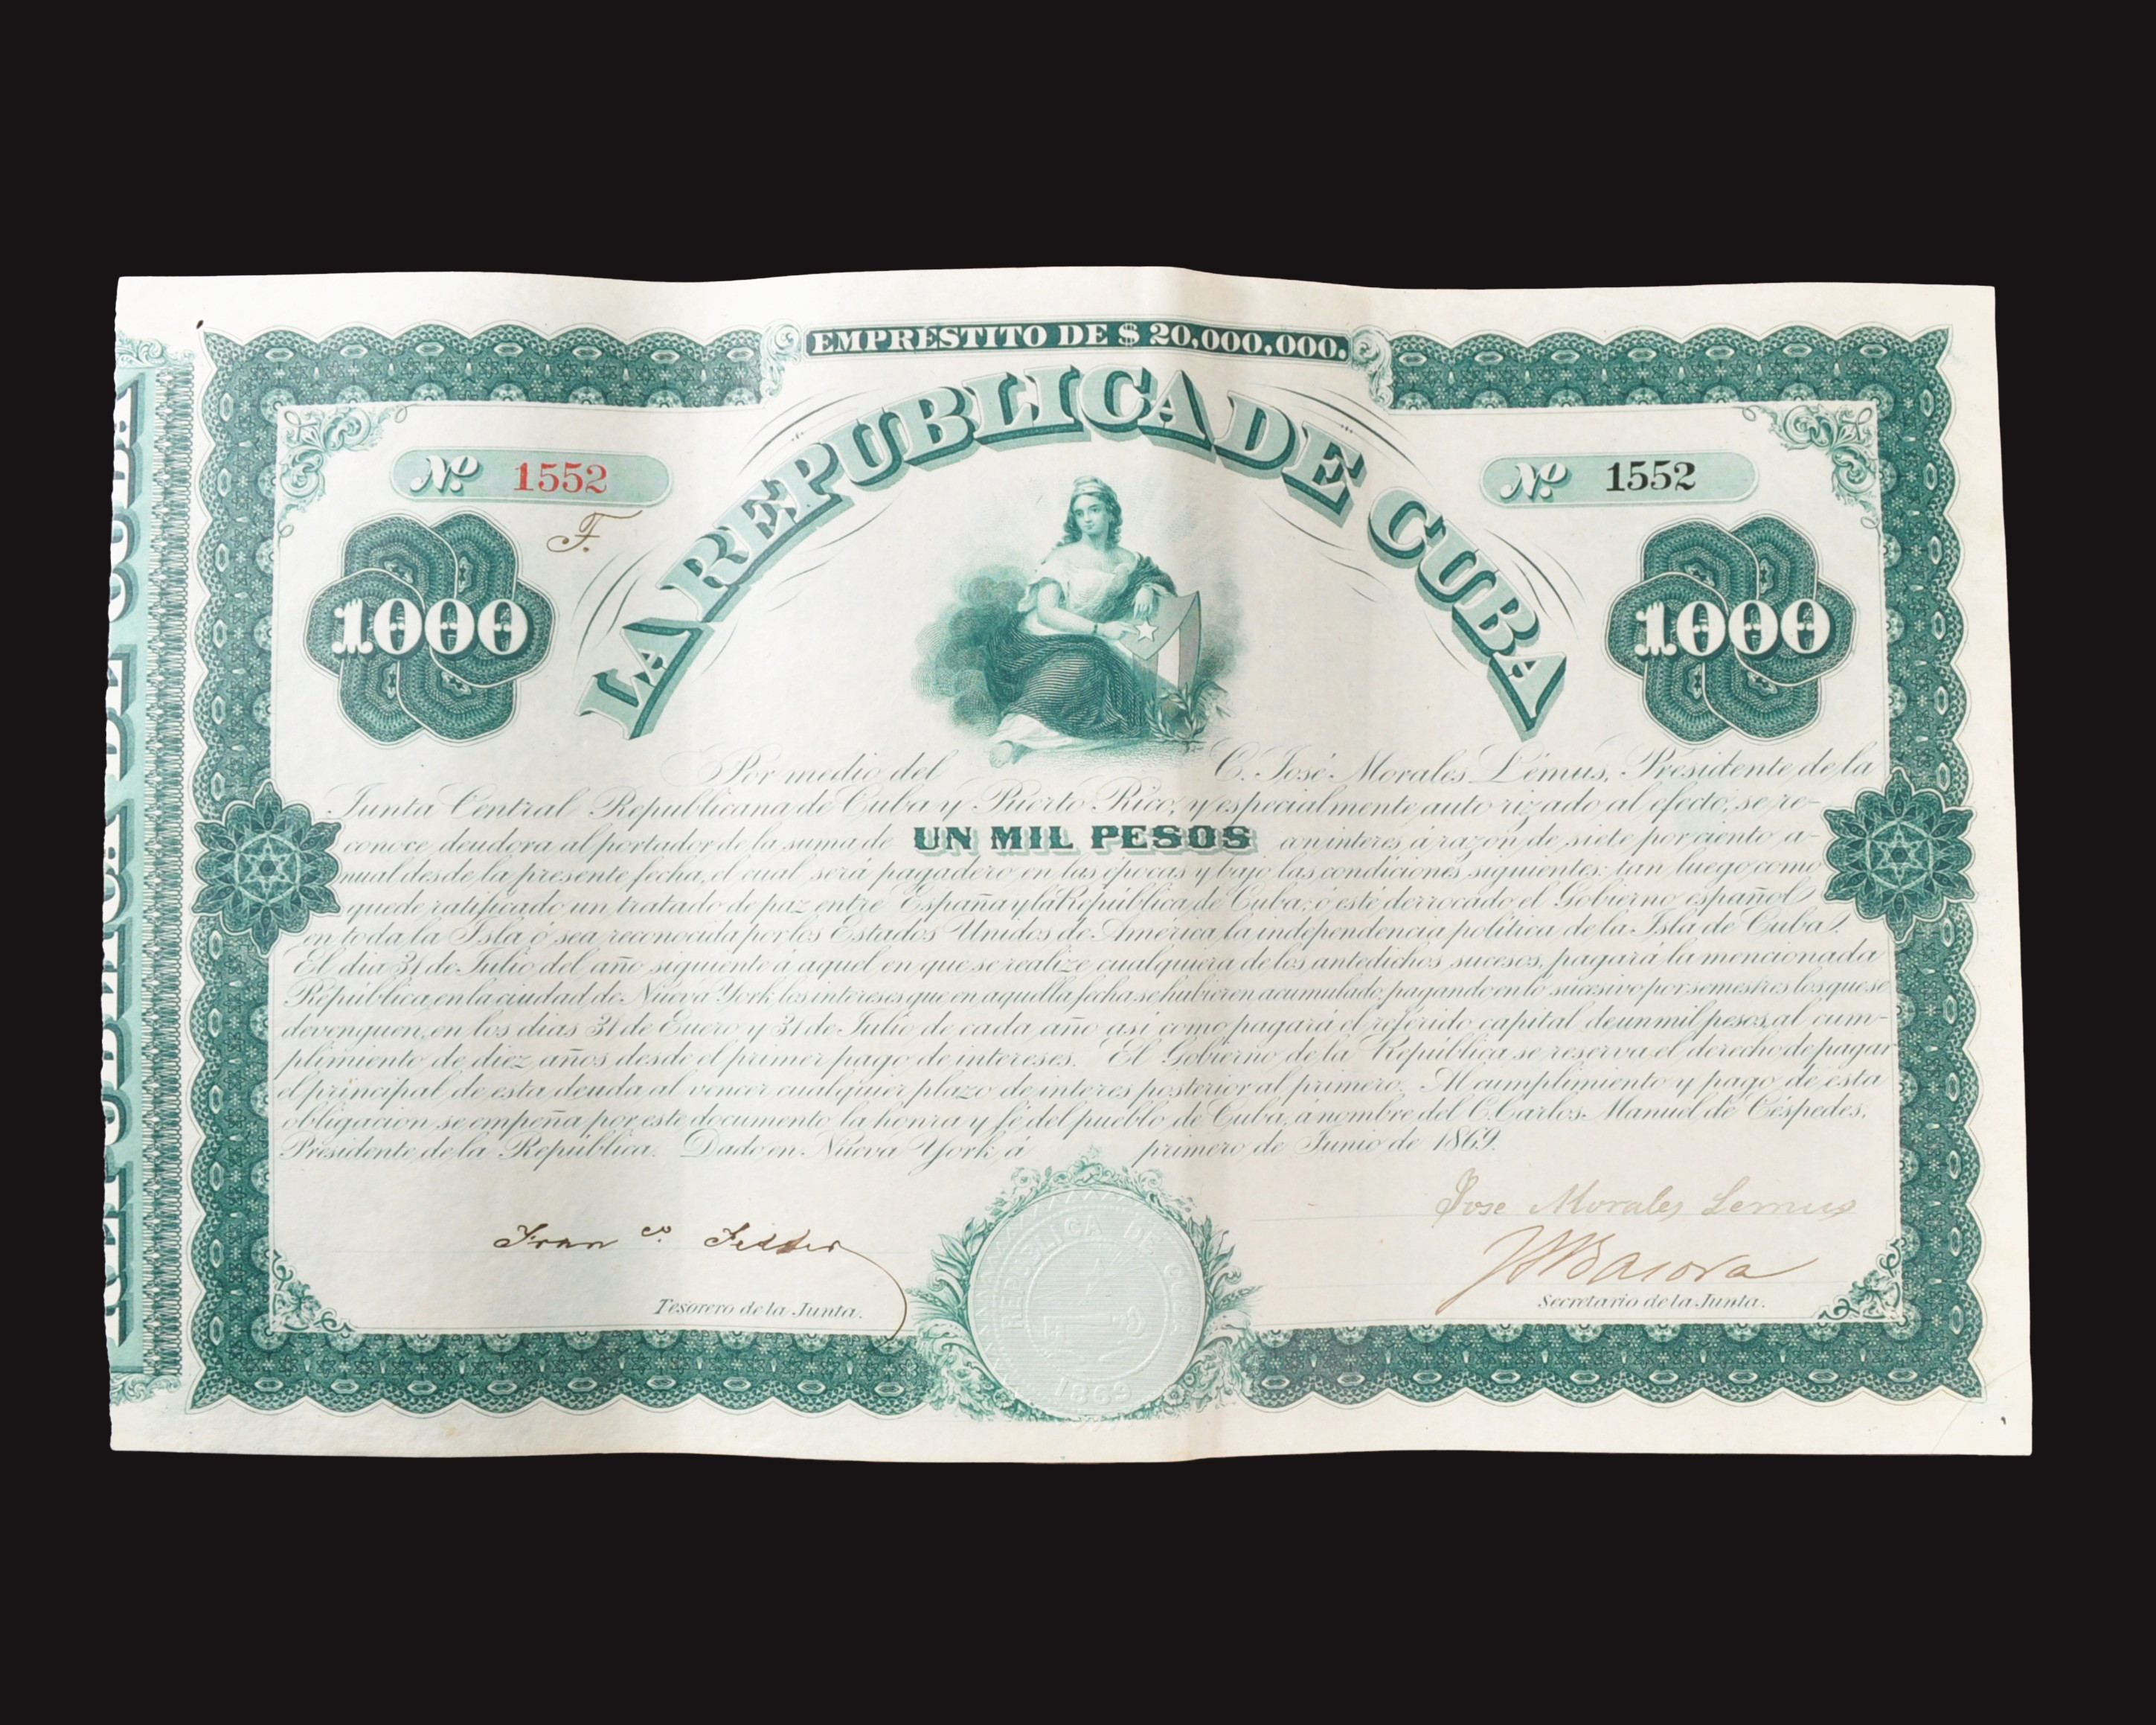 EMPRESTITO DE $ 20,000,000.
LA REPUBLICA DE CUBA
No. 1552
No. 1552
F.
1000
1000
Por medio del C. José Morales Lémus, Presidente de la
Junta Central Republicana de Cuba y Puerto Rico, y especialmente autorizado al efecto, se re-
conoce deudora al portador de la suma de UN MIL PESOS con interes á razón de siete por ciento a-
nual desde la presente fecha, el cual será pagadero en las épocas y bajo las condiciones siguientes: tan luego como
quede ratificado un tratado de paz entre España y la República de Cuba; ó esté derrocado el Gobierno español
en toda la Isla ó sea reconocida por los Estados Unidos de América la independencia política de la Isla de Cuba.
El dia 31 de Julio del año siguiente á aquel en que se realize cualquiera de los antedichos sucesos, pagará la mencionada
República, en la ciudad de Nueva York los intereses que en aquella fecha se hubieren acumulado, pagando en lo sucesivo por semestres los que se
devenguen, en los dias 31 de Enero y 31 de Julio de cada año asi como pagará el referido capital de un mil pesos, al cum-
plimiento de diez años desde el primer pago de intereses. El Gobierno de la República se reserva el derecho de pagar
el principal de esta deuda al vencer cualquier plazo de interes posterior al primero. Al cumplimiento y pago de esta
obligacion se empeña por este documento la honra y fé del pueblo de Cuba, á nombre del C. Carlos Manuel de Céspedes,
Presidente de la República. Dado en Nueva York, á primero de Junio de 1869.
Jose Morales Lemus
Fran co. Fesser
JM Basora
Tesorero de la Junta.
Secretario de la Junta.
REPUBLICA DE CUBA
1869